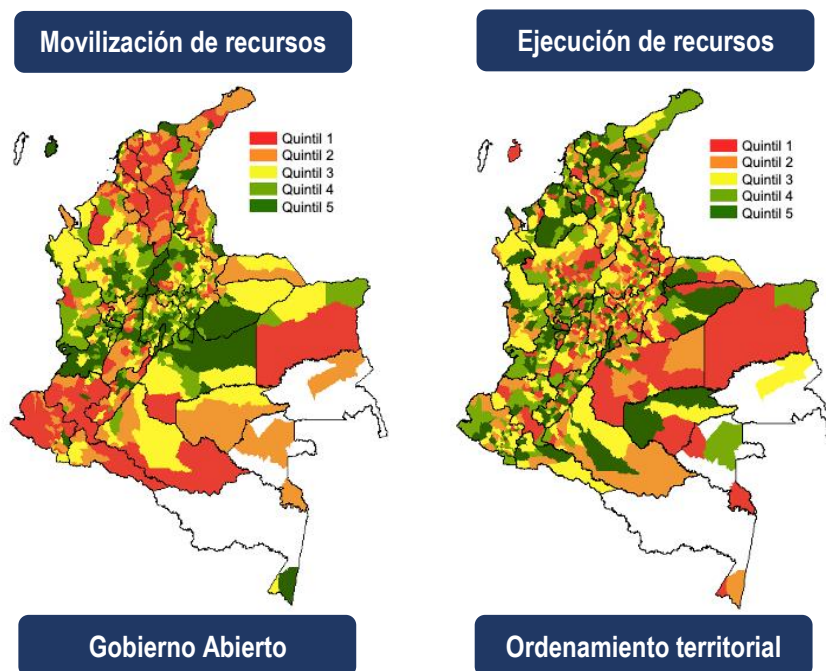 Movilización de recursos
Ejecución de recursos
Quintil 1
Quintil 2
Quintil 3
Quintil 4
Quintil 5
Quintil 1
Quintil 2
Quintil 3
Quintil 4
Quintil 5
Gobierno Abierto
Ordenamiento territorial